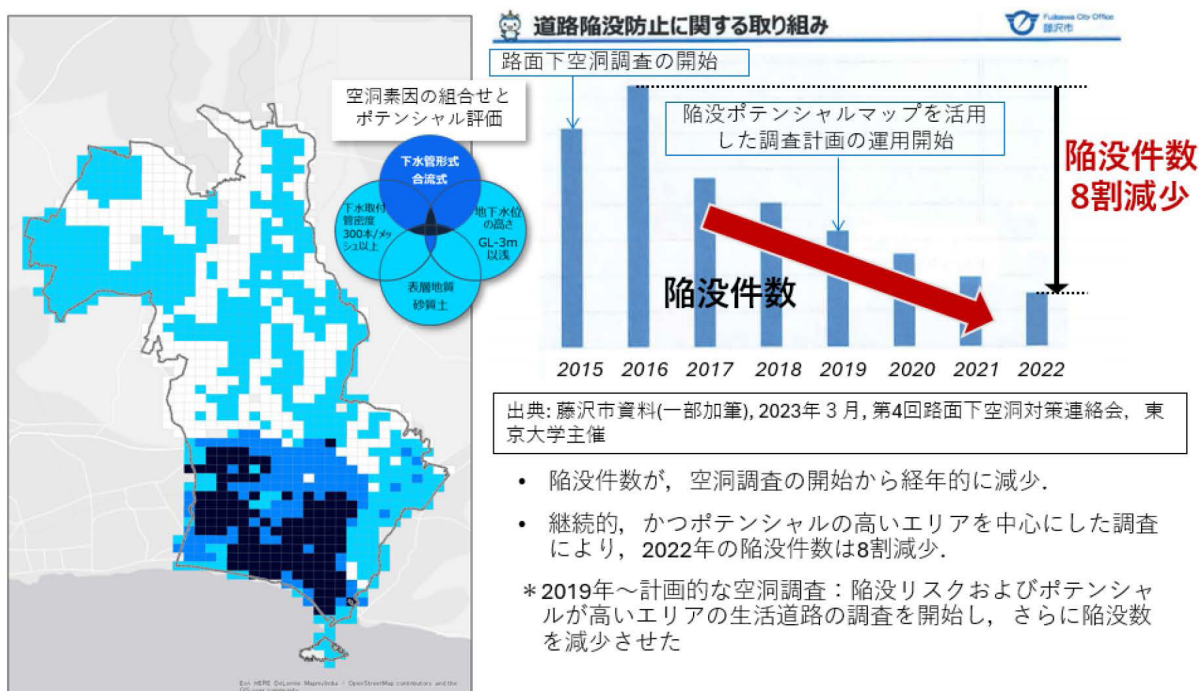 道路陥没防止に関する取り組み
Fujisawa City Office
藤沢市
路面下空洞調査の開始
空洞素因の組合せと
ポテンシャル評価
下水管形式
合流式
下水取付
管密度
300本/メッ
シュ以上
地下水位
の高さ
GL-3m
以浅
表層地質
砂質土
陥没ポテンシャルマップを活用
した調査計画の運用開始
陥没件数
8割減少
陥没件数
2015 2016 2017 2018 2019 2020 2021 2022
出典: 藤沢市資料(一部加筆), 2023年3月, 第4回路面下空洞対策連絡会，東
京大学主催
• 陥没件数が，空洞調査の開始から経年的に減少．
• 継続的，かつポテンシャルの高いエリアを中心にした調査
により，2022年の陥没件数は8割減少．
＊2019年～計画的な空洞調査：陥没リスクおよびポテンシャ
ルが高いエリアの生活道路の調査を開始し，さらに陥没数
を減少させた
Esri, HERE, DeLorme, MapmyIndia, © OpenStreetMap contributors, and the
GIS user community